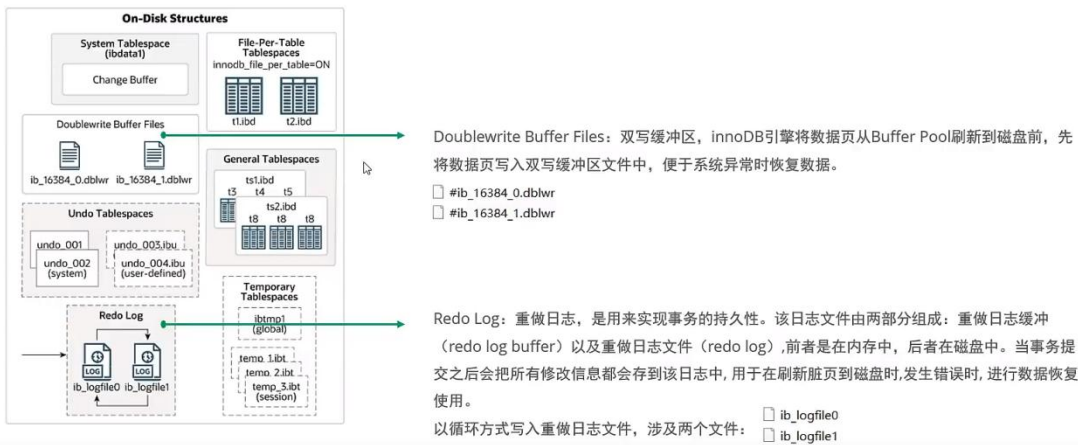 On-Disk Structures
System Tablespace
(ibdata1)
Change Buffer
File-Per-Table
Tablespaces
innodb_file_per_table=ON
t1.ibd t2.ibd
Doublewrite Buffer Files
ib_16384_0.dblwr ib_16384_1.dblwr
General Tablespaces
ts1.ibd
t3 t4 t5
ts2.ibd
t8 t8 t8
Undo Tablespaces
undo_001
undo_002
(system)
undo_003.ibu
undo_004.ibu
(user-defined)
Temporary
Tablespaces
ibtmp1
(global)
temp_1.ibt
temp_2.ibt
temp_3.ibt
(session)
Redo Log
LOG LOG
ib_logfile0 ib_logfile1
Doublewrite Buffer Files：双写缓冲区，innoDB引擎将数据页从Buffer Pool刷新到磁盘前，先
将数据页写入双写缓冲区文件中，便于系统异常时恢复数据。
#ib_16384_0.dblwr
#ib_16384_1.dblwr
Redo Log：重做日志，是用来实现事务的持久性。该日志文件由两部分组成：重做日志缓冲
（redo log buffer）以及重做日志文件（redo log）,前者是在内存中，后者在磁盘中。当事务提
交之后会把所有修改信息都会存到该日志中, 用于在刷新脏页到磁盘时,发生错误时, 进行数据恢复
使用。
以循环方式写入重做日志文件，涉及两个文件：
ib_logfile0
ib_logfile1